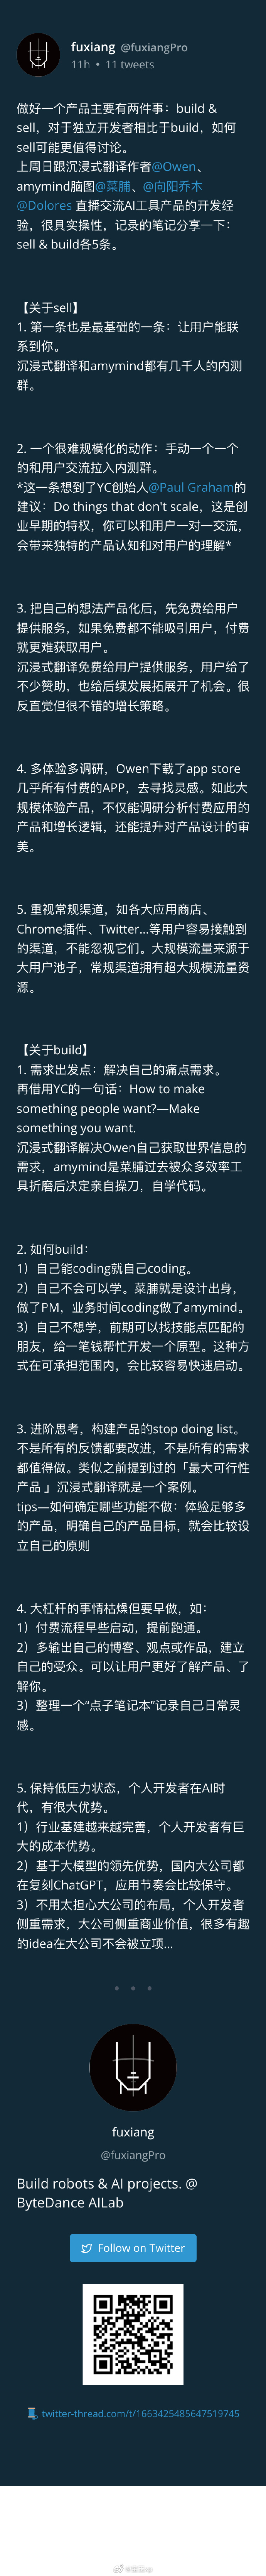 fuxiang @fuxiangPro
11h • 11 tweets
做好一个产品主要有两件事：build &
sell，对于独立开发者相比于build，如何
sell可能更值得讨论。
上周日跟沉浸式翻译作者@Owen、
amymind脑图@菜脯、@向阳乔木
@Dolores 直播交流AI工具产品的开发经
验，很具实操性，记录的笔记分享一下：
sell & build各5条。
【关于sell】
1. 第一条也是最基础的一条：让用户能联
系到你。
沉浸式翻译和amymind都有几千人的内测
群。
2. 一个很难规模化的动作：手动一个一个
的和用户交流拉入内测群。
*这一条想到了YC创始人@Paul Graham的
建议：Do things that don't scale，这是创
业早期的特权，你可以和用户一对一交流，
会带来独特的产品认知和对用户的理解*
3. 把自己的想法产品化后，先免费给用户
提供服务，如果免费都不能吸引用户，付费
就更难获取用户。
沉浸式翻译免费给用户提供服务，用户给了
不少赞助，也给后续发展拓展开了机会。很
反直觉但很不错的增长策略。
4. 多体验多调研，Owen下载了app store
几乎所有付费的APP，去寻找灵感。如此大
规模体验产品，不仅能调研分析付费应用的
产品和增长逻辑，还能提升对产品设计的审
美。
5. 重视常规渠道，如各大应用商店、
Chrome插件、Twitter...等用户容易接触到
的渠道，不能忽视它们。大规模流量来源于
大用户池子，常规渠道拥有超大规模流量资
源。
【关于build】
1. 需求出发点：解决自己的痛点需求。
再借用YC的一句话：How to make
something people want?—Make
something you want.
沉浸式翻译解决Owen自己获取世界信息的
需求，amymind是菜脯过去被众多效率工
具折磨后决定亲自操刀，自学代码。
2. 如何build：
1）自己能coding就自己coding。
2）自己不会可以学。菜脯就是设计出身，
做了PM，业务时间coding做了amymind。
3）自己不想学，前期可以找技能点匹配的
朋友，给一笔钱帮忙开发一个原型。这种方
式在可承担范围内，会比较容易快速启动。
3. 进阶思考，构建产品的stop doing list。
不是所有的反馈都要改进，不是所有的需求
都值得做。类似之前提到过的「最大可行性
产品 」沉浸式翻译就是一个案例。
tips—如何确定哪些功能不做：体验足够多
的产品，明确自己的产品目标，就会比较设
立自己的原则
4. 大杠杆的事情枯燥但要早做，如：
1）付费流程早些启动，提前跑通。
2）多输出自己的博客、观点或作品，建立
自己的受众。可以让用户更好了解产品、了
解你。
3）整理一个“点子笔记本”记录自己日常灵
感。
5. 保持低压力状态，个人开发者在AI时
代，有很大优势。
1）行业基建越来越完善，个人开发者有巨
大的成本优势。
2）基于大模型的领先优势，国内大公司都
在复刻ChatGPT，应用节奏会比较保守。
3）不用太担心大公司的布局，个人开发者
侧重需求，大公司侧重商业价值，很多有趣
的idea在大公司不会被立项...
fuxiang
@fuxiangPro
Build robots & AI projects. @
ByteDance AILab
Follow on Twitter
twitter-thread.com/t/1663425485647519745